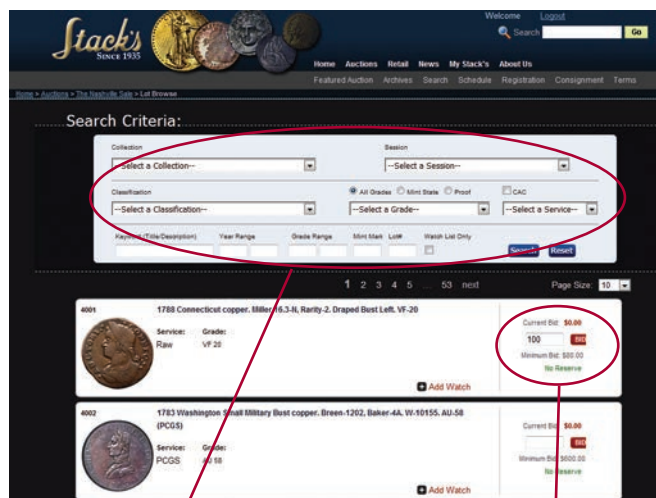 Welcome Logout
Stack's
SINCE 1935
Search Go
Home Auctions Retail News My Stack's About Us
Featured Auction Archives Search Schedule Registration Consignment Terms
Home > Auctions > The Nashville Sale > Lot Browse
Search Criteria:
Collection Session
--Select a Collection-- --Select a Session--
Classification All Grades Mint State Proof CAC
--Select a Classification-- --Select a Grade-- --Select a Service--
Keyword (Title/Description) Year Range Grade Range Mint Mark Lot# Watch List Only
Search Reset
1 2 3 4 5 ... 53 next Page Size: 10
4001 1788 Connecticut copper. Miller 16.3-N, Rarity-2. Draped Bust Left. VF-20
Service: Grade:
Raw VF 20
Current Bid: $0.00
100 BID
Minimum Bid: $80.00
No Reserve
Add Watch
4002 1783 Washington Small Military Bust copper. Breen-1202, Baker-4A. W-10155. AU-58
(PCGS)
Service: Grade:
PCGS AU 58
Current Bid: $0.00
BID
Minimum Bid: $600.00
No Reserve
Add Watch